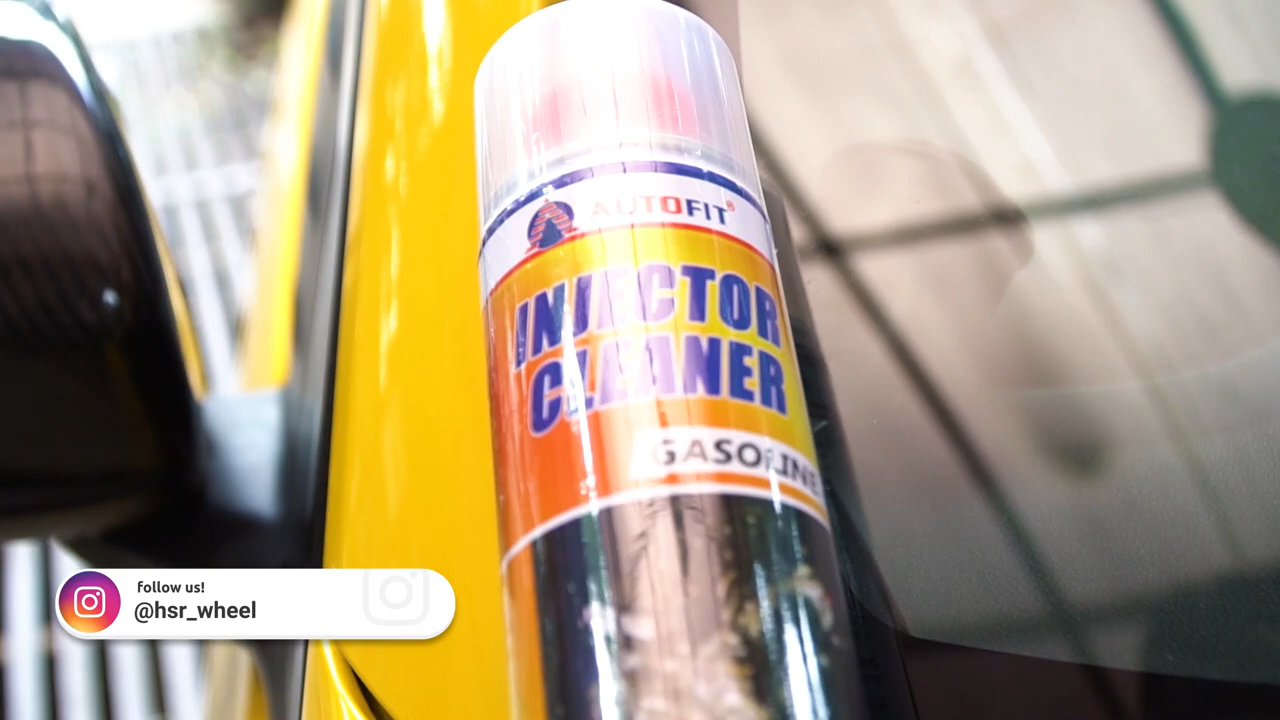 AUTOFIT®
INJECTOR
CLEANER
GASOLINE
Follow us!
@hsr_wheel